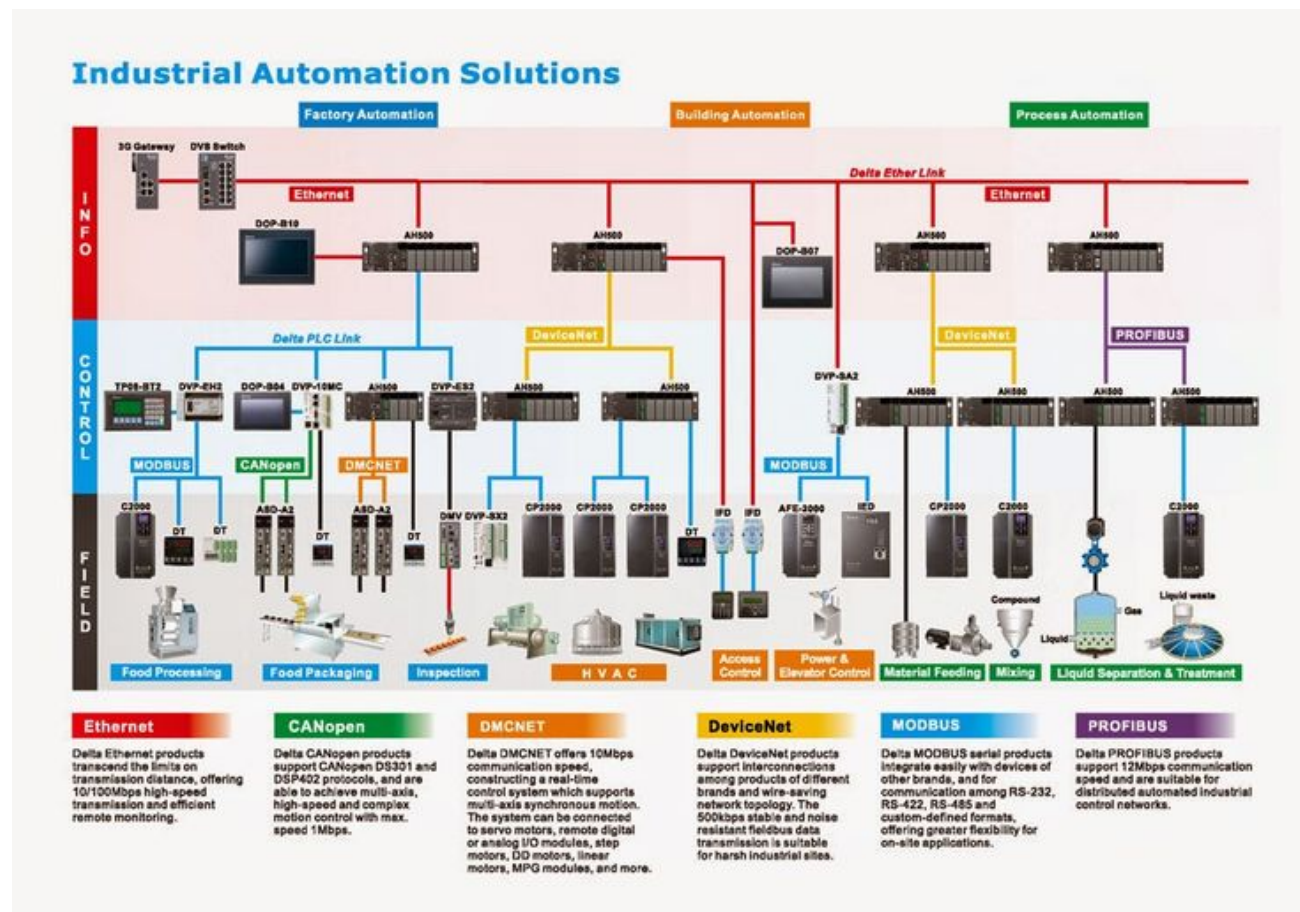 Industrial Automation Solutions
Factory Automation
Building Automation
Process Automation
INFO
3G Gateway
DVS Switch
Delta Ether Link
Ethernet
Ethernet
DOP-B10
AH500
AH500
DOP-B07
AH500
AH500
CONTROL
Delta PLC Link
DeviceNet
DeviceNet
PROFIBUS
TP08-BT2
DVP-EH2
DOP-B04
DVP-10MC
AH500
DVP-ES2
AH500
AH500
DVP-SA2
AH500
AH500
AH500
AH500
MODBUS
CANopen
DMCNET
MODBUS
FIELD
C2000
DT
DT
ASD-A2
DT
ASD-A2
DT
DMV
DVP-SX2
CP2000
CP2000
CP2000
DT
IFD
IFD
AFE-2000
IED
CP2000
C2000
C2000
Compound
Liquid
Gas
Liquid waste
Food Processing
Food Packaging
Inspection
HVAC
Access
Control
Power &
Elevator Control
Material Feeding
Mixing
Liquid Separation & Treatment
Ethernet
Delta Ethernet products
transcend the limits on
transmission distance, offering
10/100Mbps high-speed
transmission and efficient
remote monitoring.
CANopen
Delta CANopen products
support CANopen DS301 and
DSP402 protocols, and are
able to achieve multi-axis,
high-speed and complex
motion control with max.
speed 1Mbps.
DMCNET
Delta DMCNET offers 10Mbps
communication speed,
constructing a real-time
control system which supports
multi-axis synchronous motion.
The system can be connected
to servo motors, remote digital
or analog I/O modules, step
motors, DD motors, linear
motors, MPG modules, and more.
DeviceNet
Delta DeviceNet products
support interconnections
among products of different
brands and wire-saving
network topology. The
500kbps stable and noise
resistant fieldbus data
transmission is suitable
for harsh industrial sites.
MODBUS
Delta MODBUS serial products
integrate easily with devices of
other brands, and for
communication among RS-232,
RS-422, RS-485 and
custom-defined formats,
offering greater flexibility for
on-site applications.
PROFIBUS
Delta PROFIBUS products
support 12Mbps communication
speed and are suitable for
distributed automated industrial
control networks.